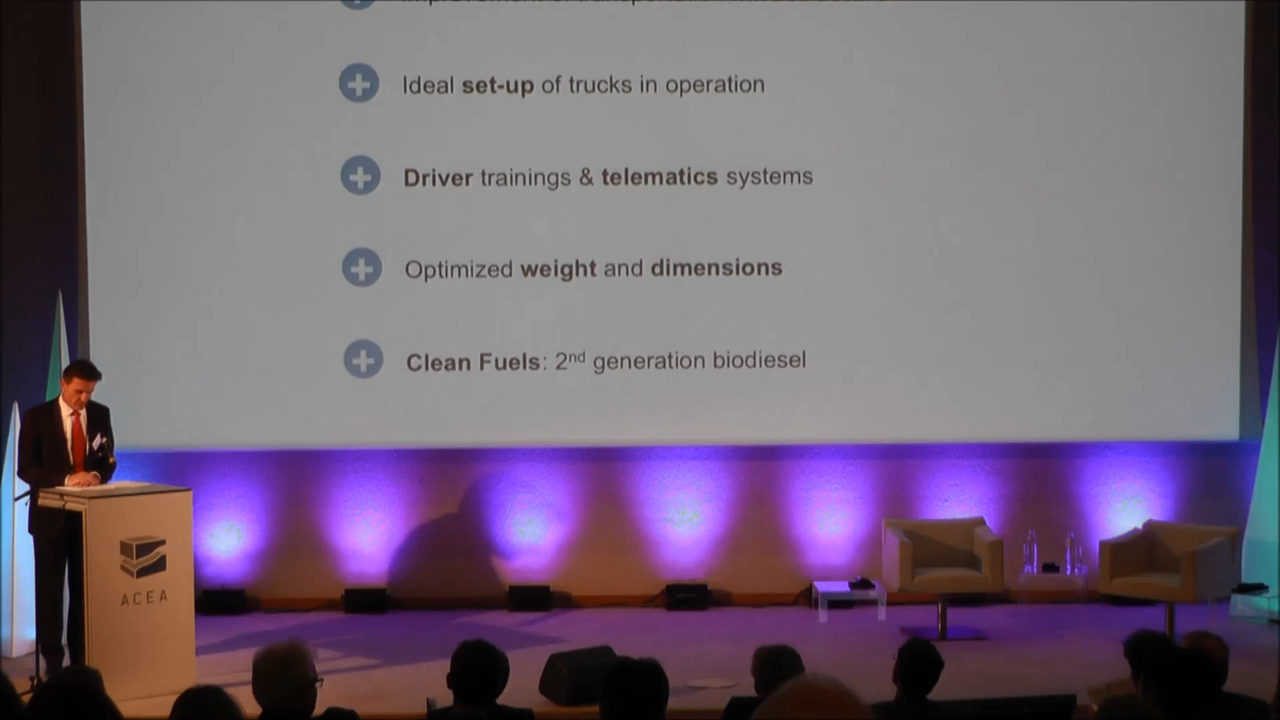 Ideal set-up of trucks in operation
Driver trainings & telematics systems
Optimized weight and dimensions
Clean Fuels: 2nd generation biodiesel
ACEA